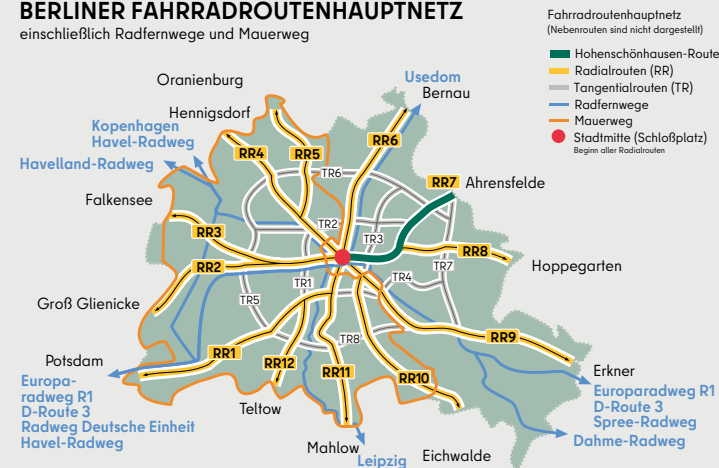 BERLINER FAHRRADROUTENHAUPTNETZ
einschließlich Radfernwege und Mauerweg
Fahrradroutenhauptnetz
(Nebenrouten sind nicht dargestellt)
Hohenschönhausen-Route
Radialrouten (RR)
Tangentialrouten (TR)
Radfernwege
Mauerweg
Stadtmitte (Schloßplatz)
Beginn aller Radialrouten
Oranienburg
Usedom
Bernau
Hennigsdorf
Kopenhagen
Havel-Radweg
Havelland-Radweg
RR4
RR5
RR6
TR6
RR7
Ahrensfelde
Falkensee
RR3
TR2
TR3
RR8
RR2
Hoppegarten
TR1
TR4
TR7
Groß Glienicke
TR5
TR8
RR9
RR1
RR12
RR11
RR10
Potsdam
Erkner
Europa-
radweg R1
D-Route 3
Radweg Deutsche Einheit
Havel-Radweg
Europaradweg R1
D-Route 3
Spree-Radweg
Dahme-Radweg
Teltow
Mahlow
Leipzig
Eichwalde